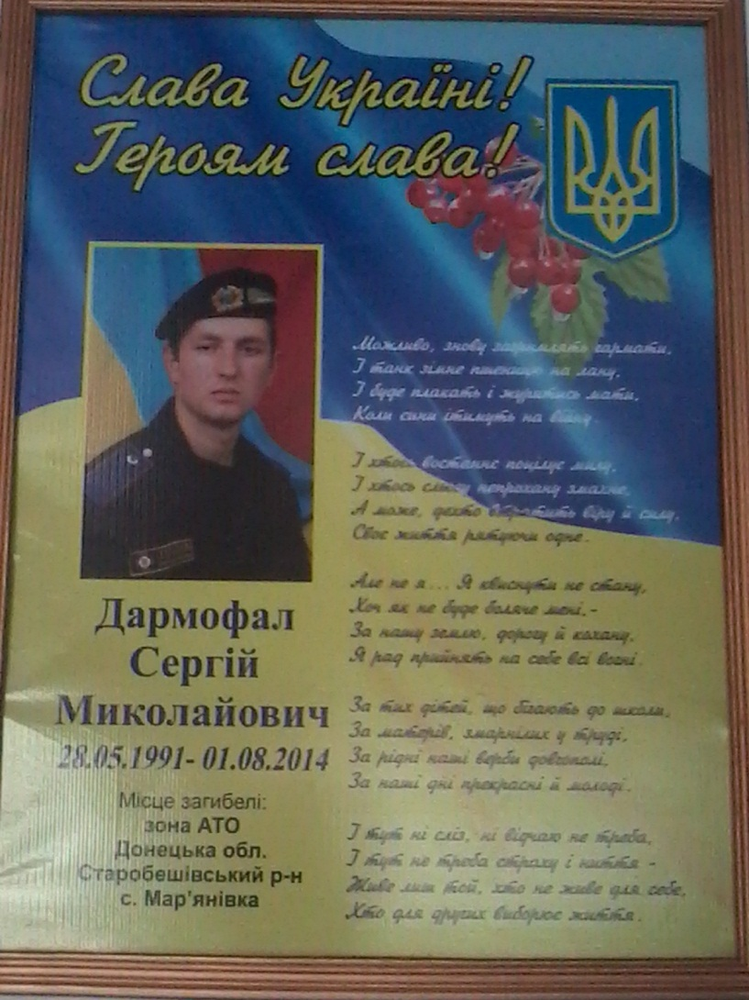 Слава Україні!
Героям слава!
Дармофал
Сергій
Миколайович
28.05.1991- 01.08.2014
Місце загибелі:
зона АТО
Донецька обл.
Старобешівський р-н
с. Мар'янівка
Можливо, знову загримлять гармати,
І танк зімне пшеницю на лану,
І буде плакать і журитись мати,
Коли сини ітимуть на війну.
І хтось востаннє поцілує милу,
І хтось сльозу непрохану змахне,
А може, дехто втратить віру й силу,
Своє життя рятуючи одне.
Але не я... Я квиснути не стану,
Хоч як не буде боляче мені,-
За нашу землю, дорогу й кохану,
Я рад прийнять на себе всі вогні.
За тих дітей, що бігають до школи,
За матерів, змарнілих у труді,
За рідні наші верби довгополі,
За наші дні прекрасні й молоді.
І тут ні сліз, ні відчаю не треба,
І тут не треба страху і ниття -
Живе лиш той, хто не живе для себе,
Хто для других виборює життя.